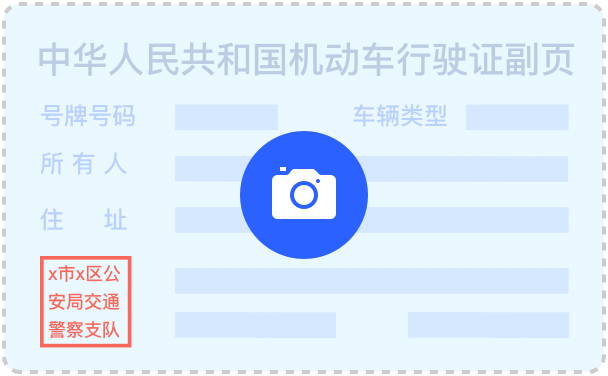 中华人民共和国机动车行驶证副页
号牌号码 车辆类型
所有人
住 址
x市x区公
安局交通
警察支队